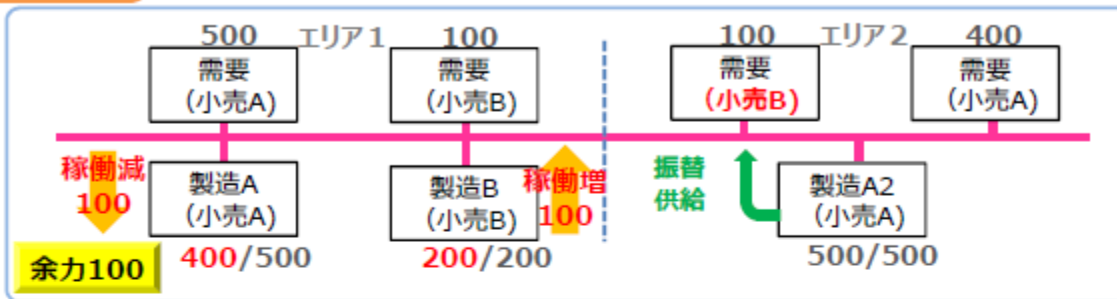 500 エリア1 100 100 エリア2 400
需要 需要 需要 需要
(小売A) (小売B) (小売B) (小売A)
稼働減 製造A 製造B 稼働増 振替 製造A2
100 (小売A) (小売B) 100 供給 (小売A)
400/500 200/200 500/500
余力100